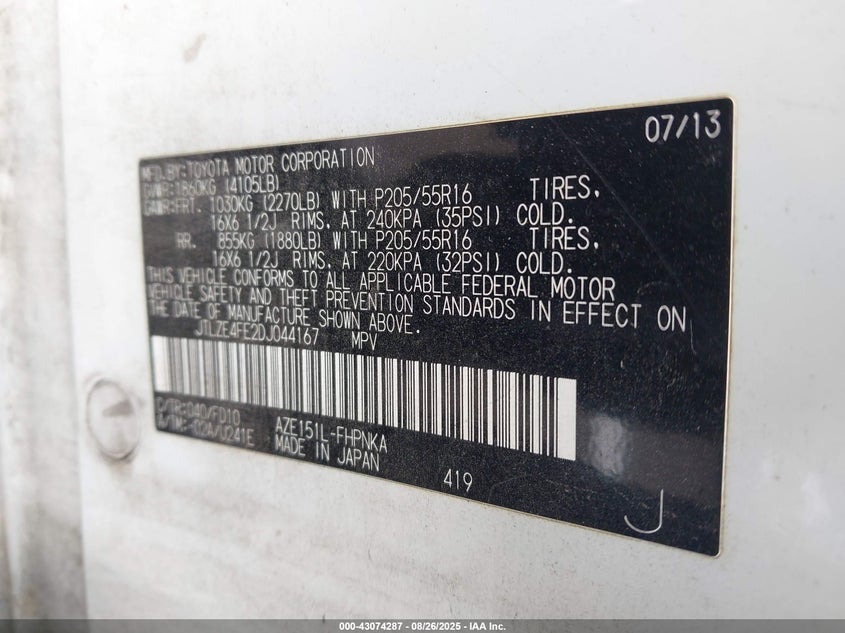 07/13
MFD.BY:TOYOTA MOTOR CORPORATION
GVWR:1860KG (4105LB)
GAWR:FRT. 1030KG (2270LB) WITH P205/55R16 TIRES,
16X6 1/2J RIMS, AT 240KPA (35PSI) COLD.
RR. 855KG (1880LB) WITH P205/55R16 TIRES,
16X6 1/2J RIMS, AT 220KPA (32PSI) COLD.
THIS VEHICLE CONFORMS TO ALL APPLICABLE FEDERAL MOTOR
VEHICLE SAFETY AND THEFT PREVENTION STANDARDS IN EFFECT ON
THE DATE OF MANUFACTURE SHOWN ABOVE.
JTLZE4FE2DJ044167 MPV
C/TR:040/FD10
A/TM:-02A/U241E
AZE151L-FHPNKA
MADE IN JAPAN
419
J
000-43074287 - 08/26/2025 - IAA Inc.